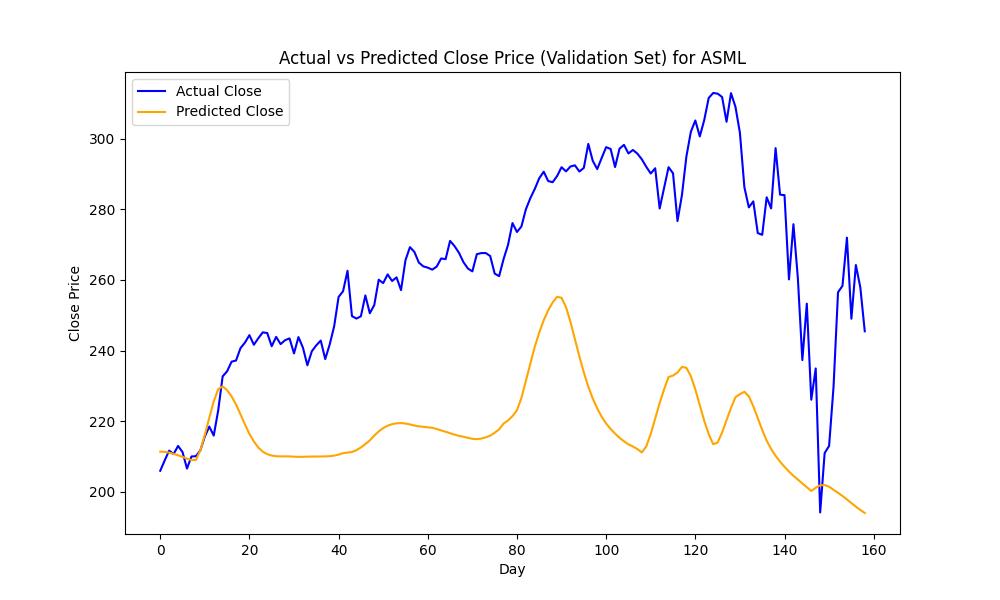 Actual vs Predicted Close Price (Validation Set) for ASML
Actual Close
Predicted Close
Close Price
300
280
260
240
220
200
0 20 40 60 80 100 120 140 160
Day